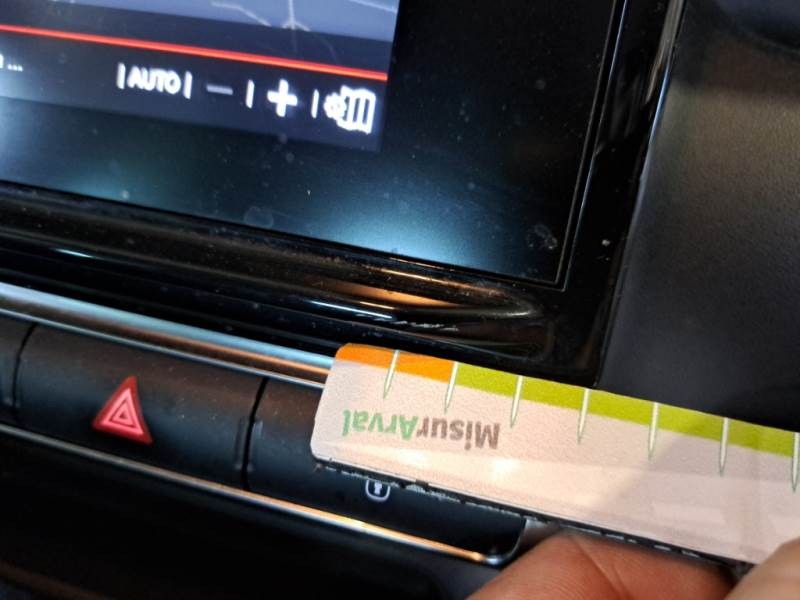 ...
|AUTO| - | + |
MisurArval